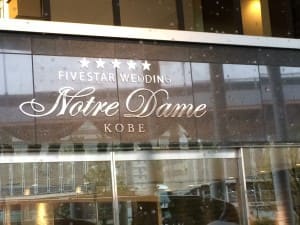 ★★★★★
FIVESTAR WEDDING
Notre Dame
KOBE